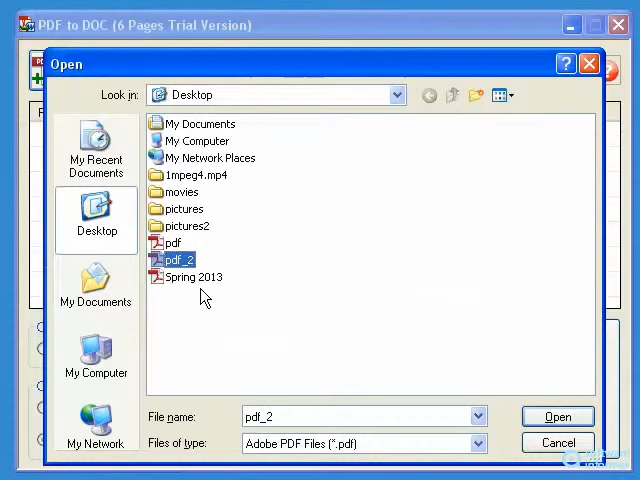 PDF to DOC (6 Pages Trial Version)
Open
Look in:
Desktop
My Recent
Documents
Desktop
My Documents
My Computer
My Network
My Documents
My Computer
My Network Places
1mpeg4.mp4
movies
pictures
pictures2
pdf
pdf_2
Spring 2013
File name:
pdf_2
Open
Files of type:
Adobe PDF Files (*.pdf)
Cancel
software
informer